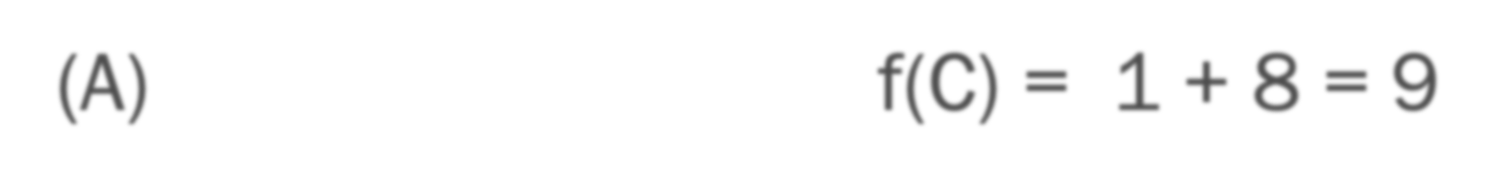 (A) f(C) = 1 + 8 = 9